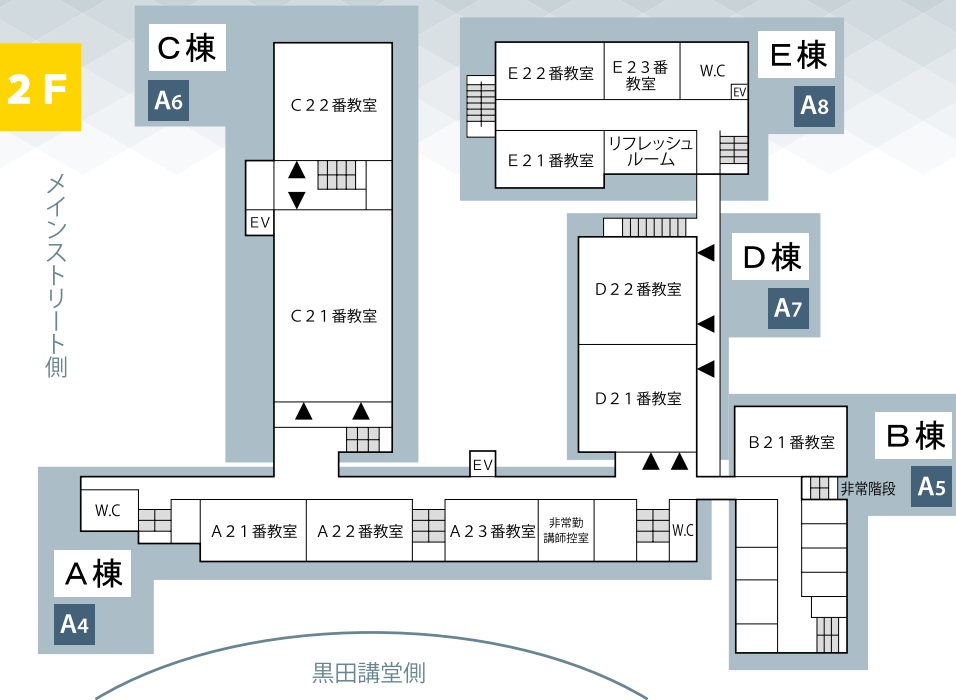 2F
C棟
A6
C22番教室
EV
C21番教室
メインストリート側
E棟
A8
E22番教室
E23番
教室
W.C
EV
E21番教室
リフレッシュ
ルーム
D棟
A7
D22番教室
D21番教室
B棟
A5
B21番教室
非常階段
EV
W.C
A21番教室
A22番教室
A23番教室
非常勤
講師控室
W.C
A棟
A4
黒田講堂側